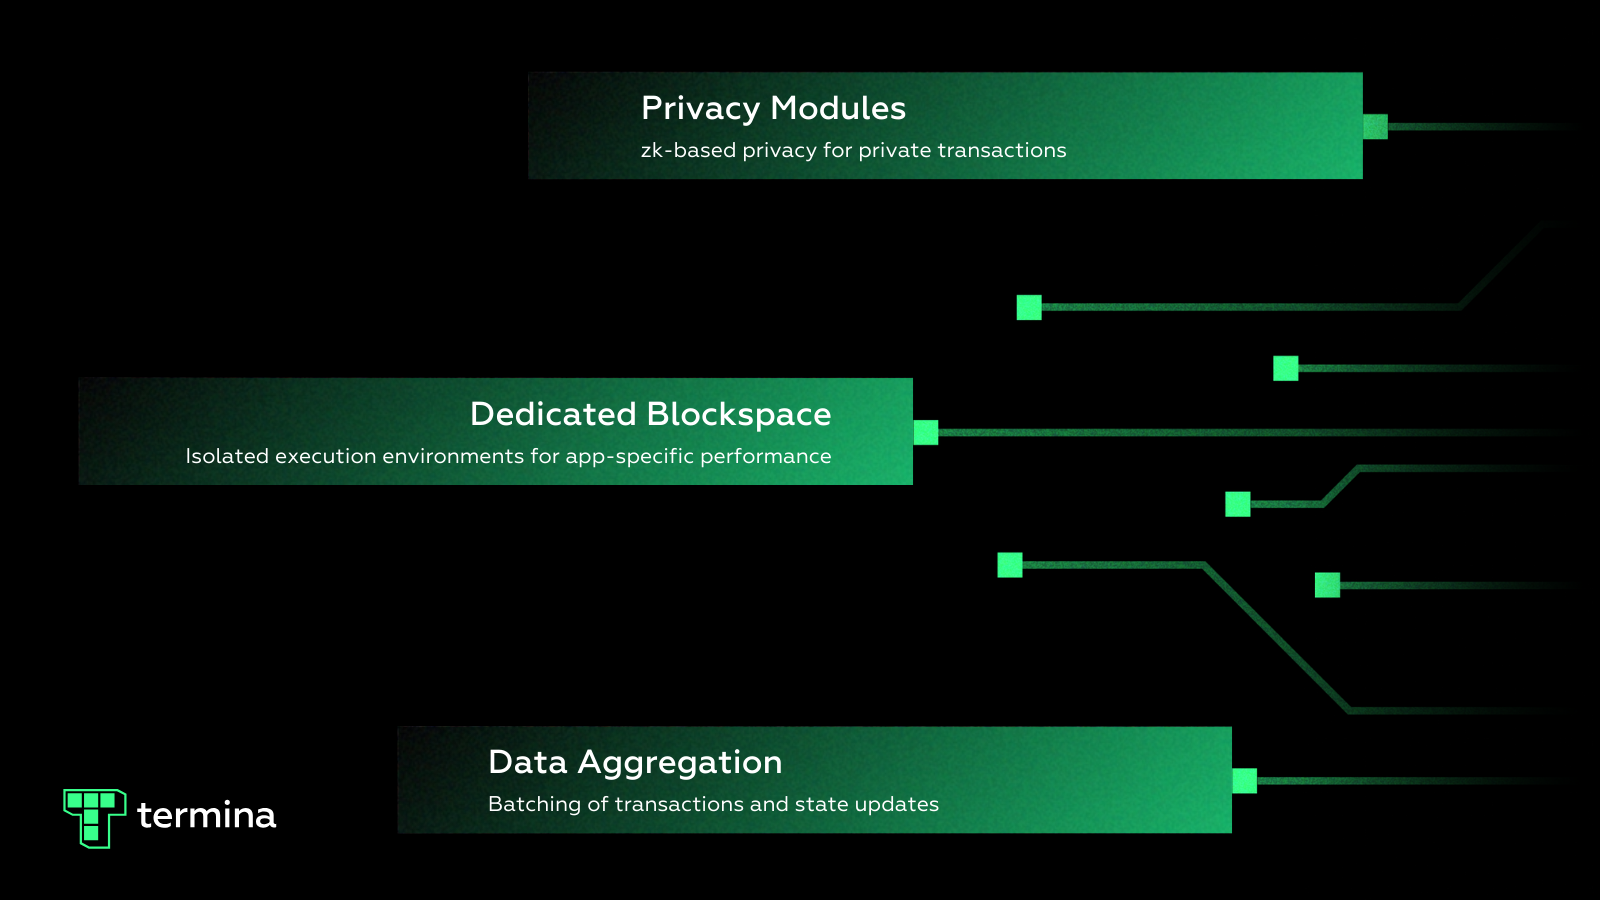 Privacy Modules
zk-based privacy for private transactions
Dedicated Blockspace
Isolated execution environments for app-specific performance
Data Aggregation
Batching of transactions and state updates
termina